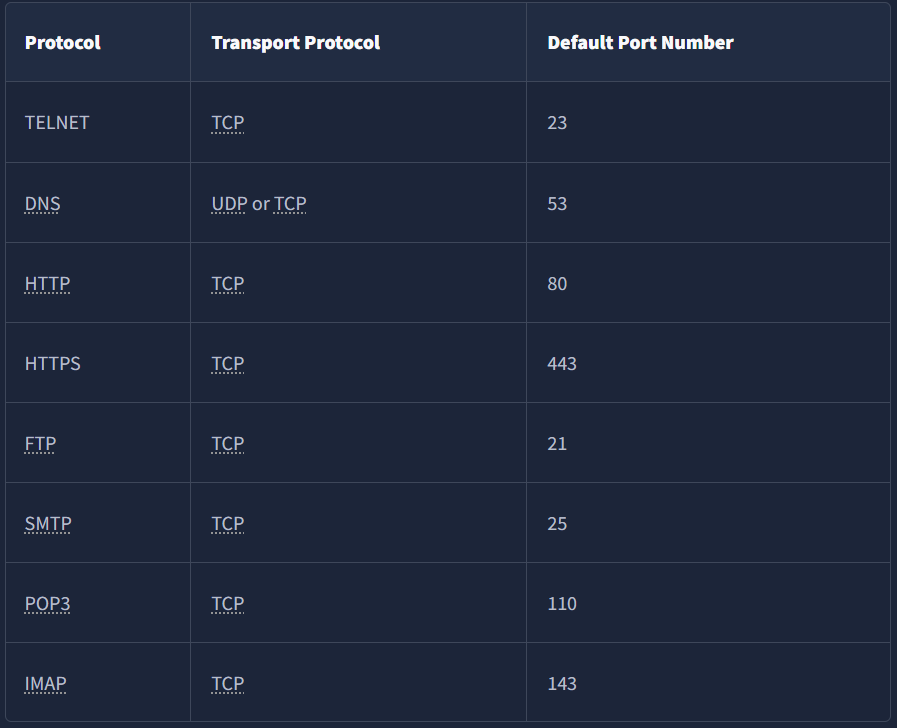 Protocol Transport Protocol Default Port Number
TELNET TCP 23
DNS UDP or TCP 53
HTTP TCP 80
HTTPS TCP 443
FTP TCP 21
SMTP TCP 25
POP3 TCP 110
IMAP TCP 143